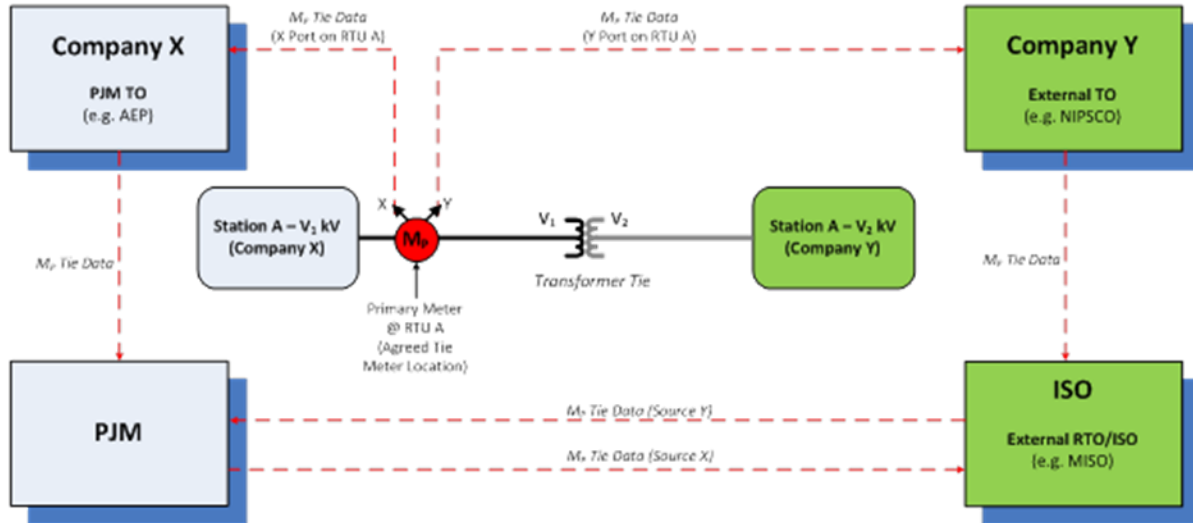 Company X
PJM TO
(e.g. AEP)
Mₚ Tie Data
(X Port on RTU A)
Mₚ Tie Data
(Y Port on RTU A)
Company Y
External TO
(e.g. NIPSCO)
Station A – V₁ kV
(Company X)
X
Y
Mₚ
V₁
V₂
Transformer Tie
Station A – V₂ kV
(Company Y)
Mₚ Tie Data
Mₚ Tie Data
Primary Meter
@ RTU A
(Agreed Tie
Meter Location)
PJM
Mₚ Tie Data (Source Y)
Mₚ Tie Data (Source X)
ISO
External RTO/ISO
(e.g. MISO)